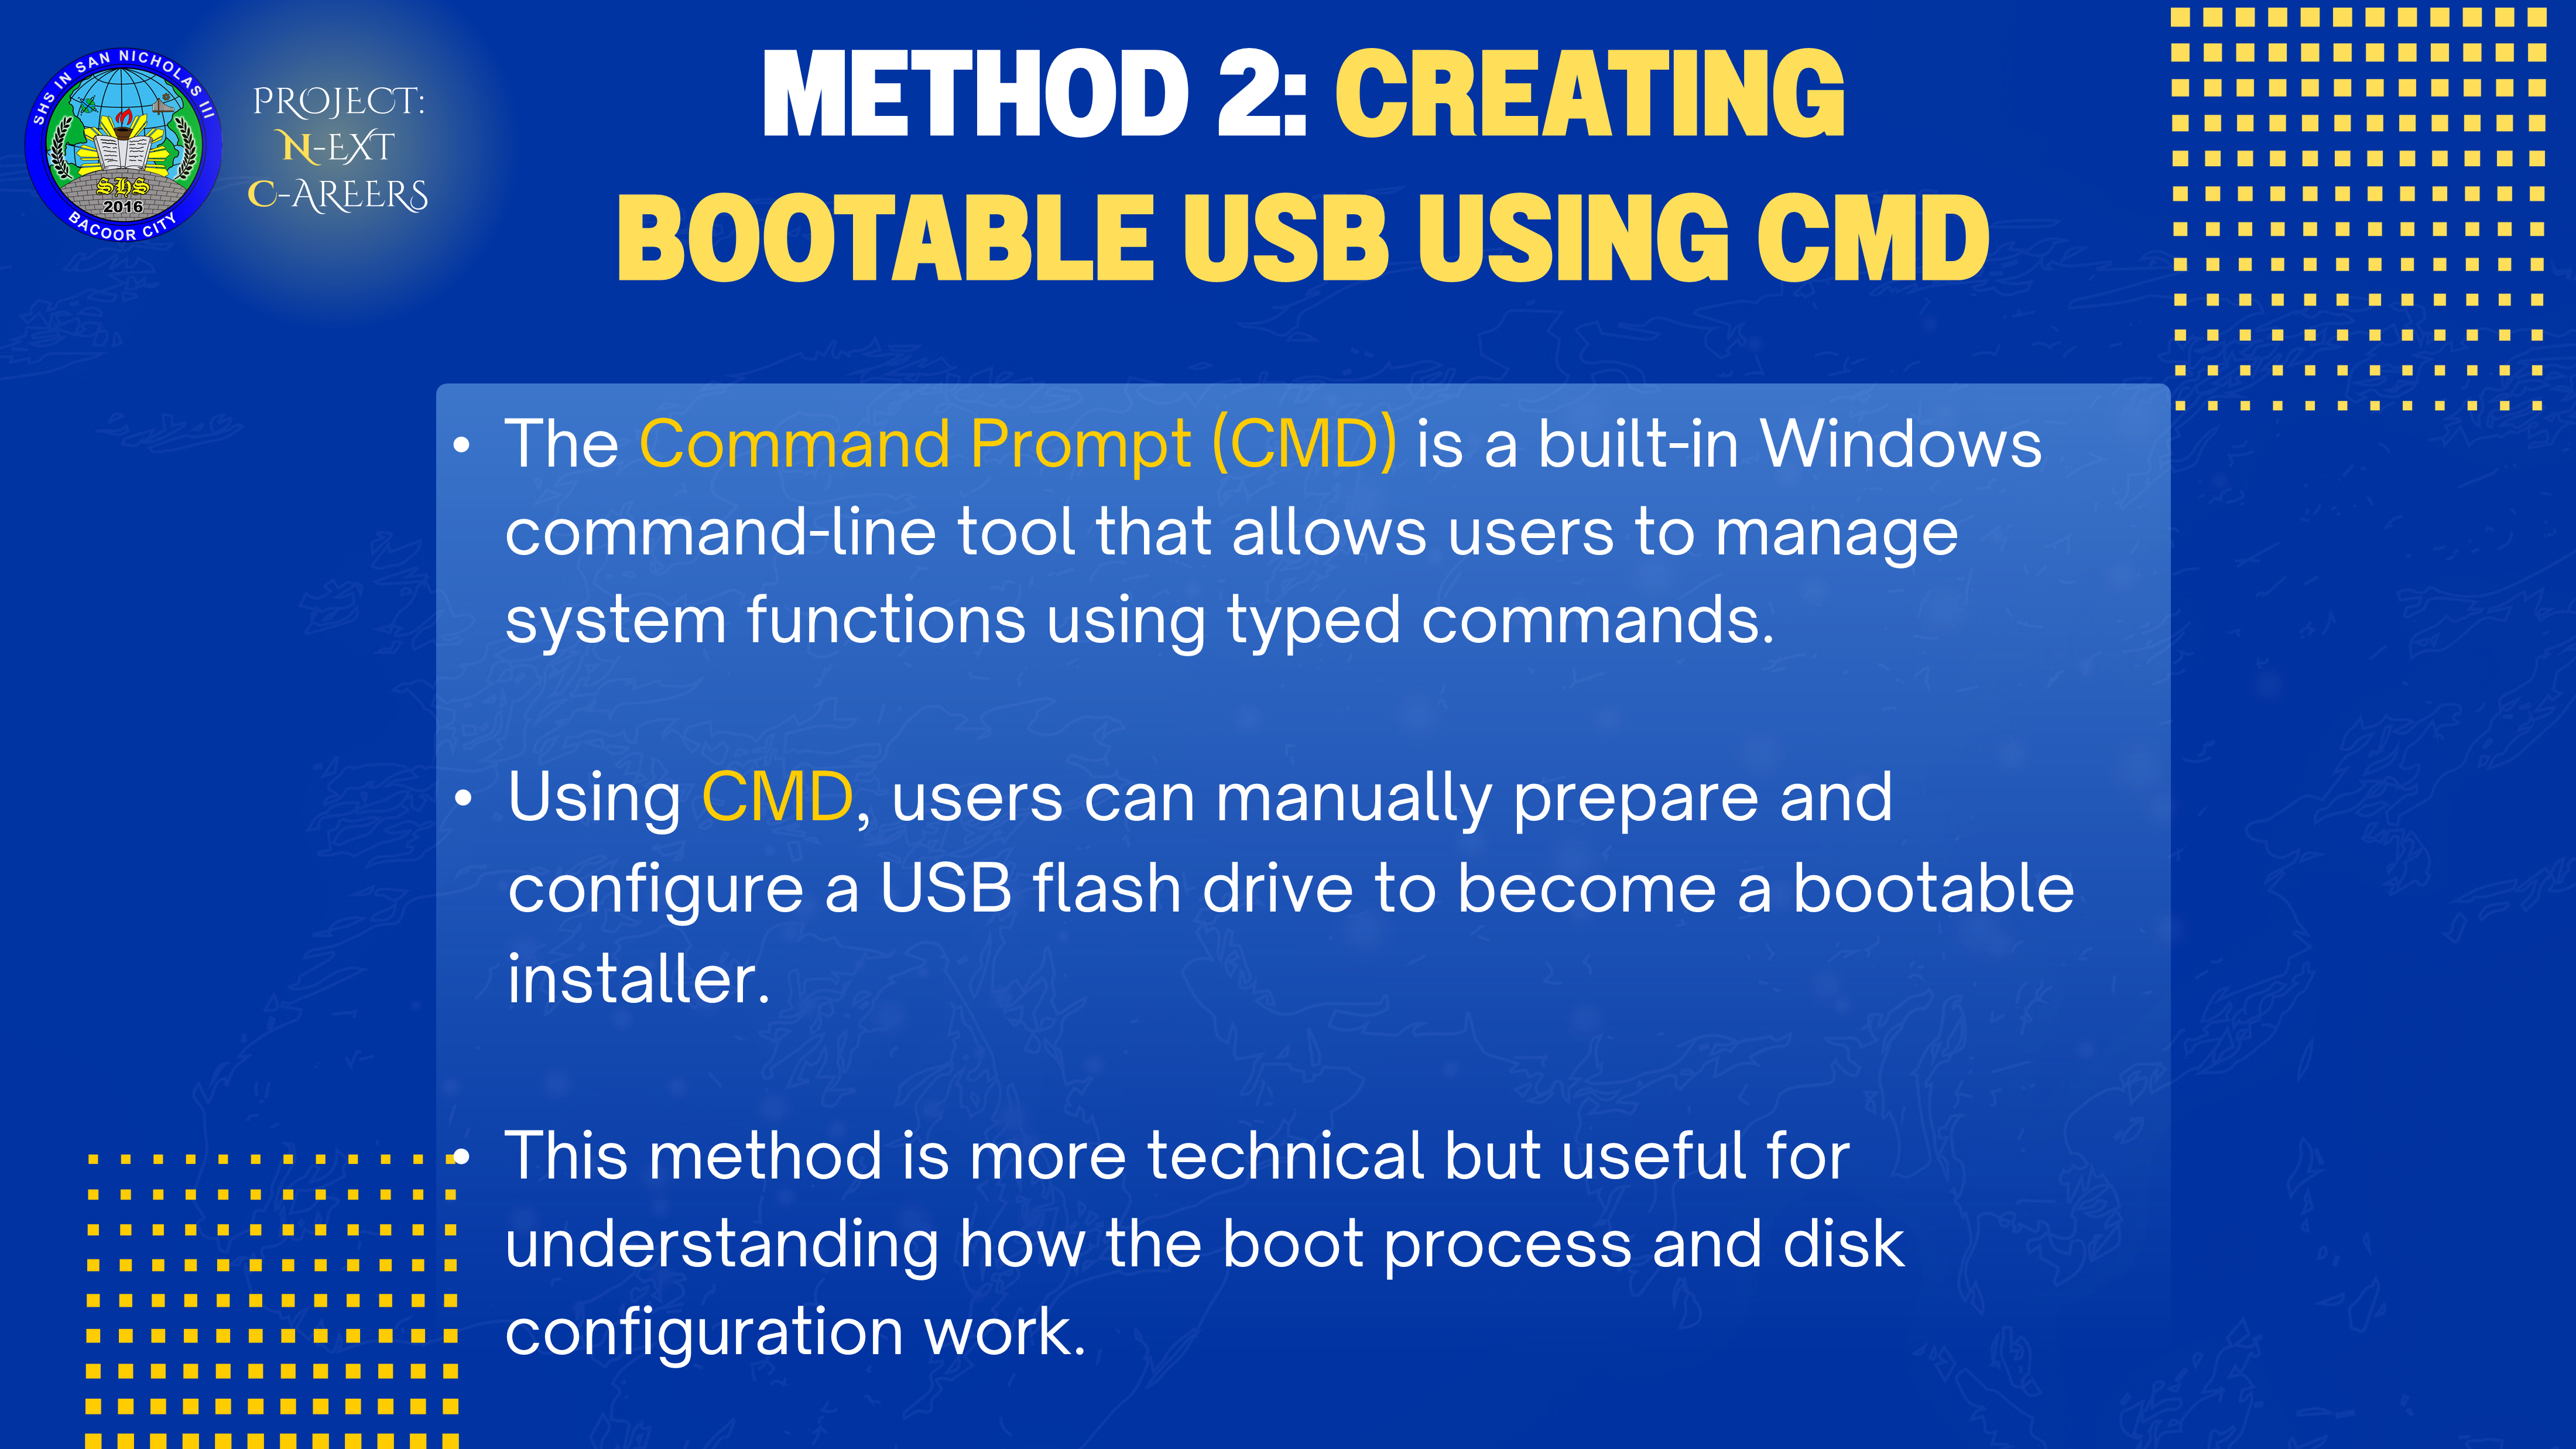 SHS IN SAN NICHOLAS III
SHS
2016
BACOOR CITY
PROJECT:
N-EXT
C-AREERS
METHOD 2: CREATING
BOOTABLE USB USING CMD
• The Command Prompt (CMD) is a built-in Windows
command-line tool that allows users to manage
system functions using typed commands.
• Using CMD, users can manually prepare and
configure a USB flash drive to become a bootable
installer.
• This method is more technical but useful for
understanding how the boot process and disk
configuration work.